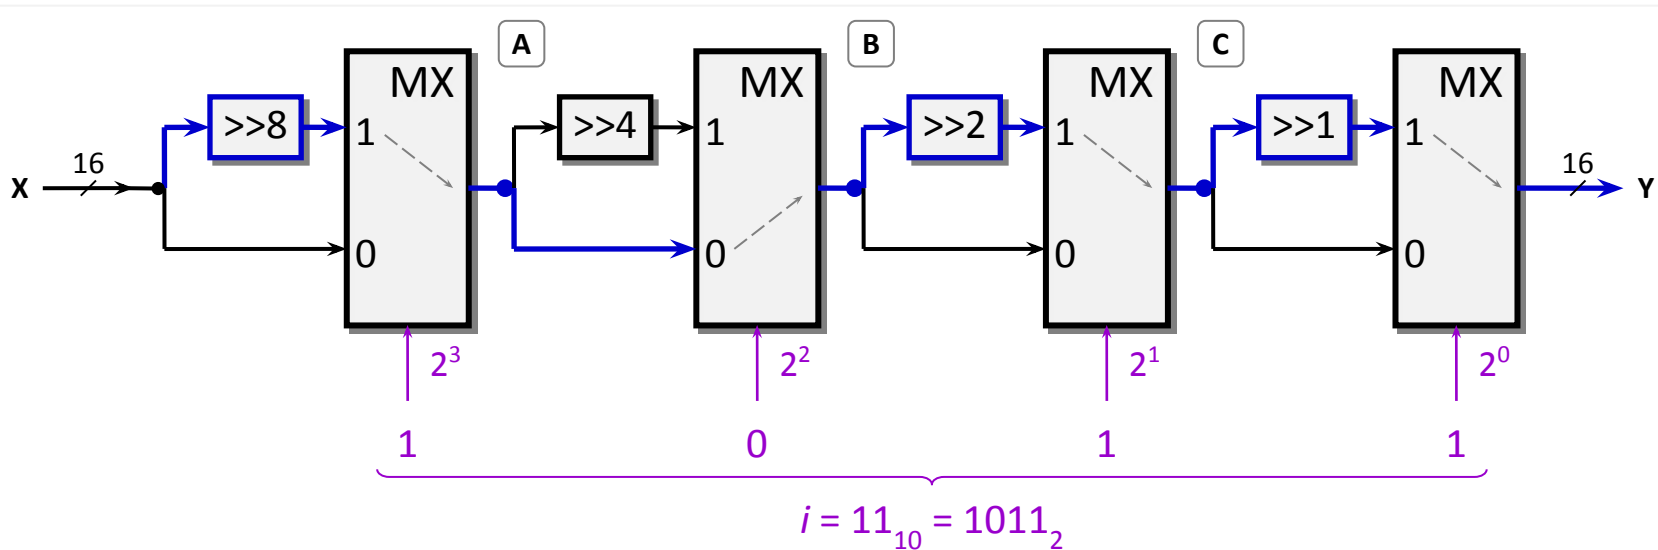 A B C
MX MX MX MX
>>8 1 >>4 1 >>2 1 >>1 1
X 16 16 Y
0 0 0 0
2³ 2² 2¹ 2⁰
1 0 1 1
i = 11₁₀ = 1011₂